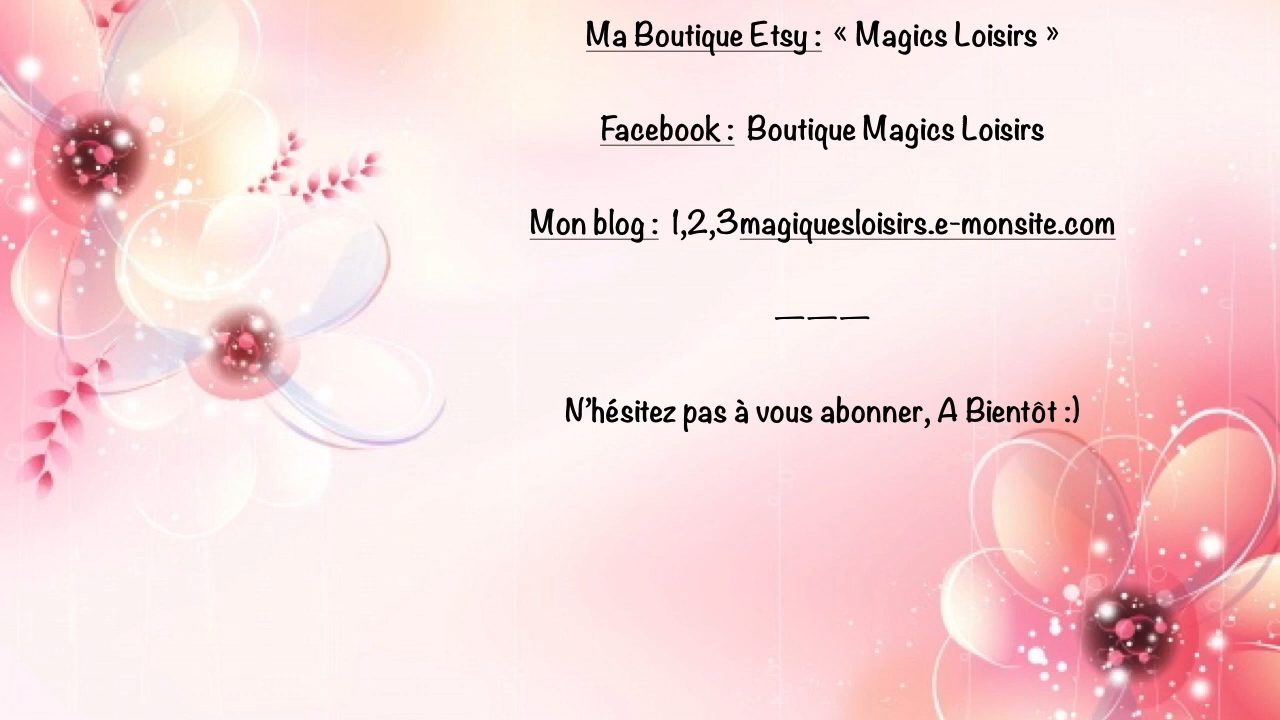 Ma Boutique Etsy : « Magics Loisirs »
Facebook : Boutique Magics Loisirs
Mon blog : 1,2,3magiquesloisirs.e-monsite.com
———
N'hésitez pas à vous abonner, A Bientôt :)